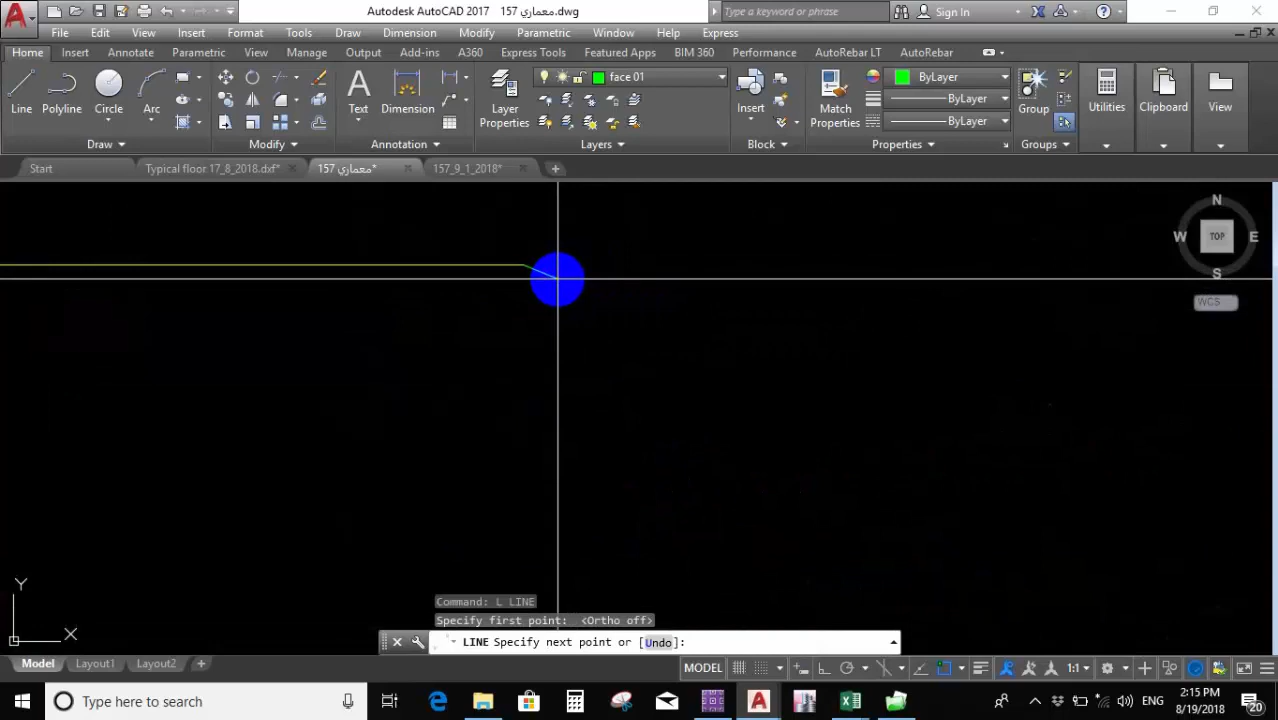 Autodesk AutoCAD 2017 معماري 157.dwg
Type a keyword or phrase
Sign In
File Edit View Insert Format Tools Draw Dimension Modify Parametric Window Help Express
Home Insert Annotate Parametric View Manage Output Add-ins A360 Express Tools Featured Apps BIM 360 Performance AutoRebar LT AutoRebar
face 01
ByLayer
ByLayer
ByLayer
Line Polyline Circle Arc
Text Dimension
Layer Properties
Insert
Match Properties
Group
Utilities
Clipboard
View
Draw Modify Annotation Layers Block Properties Groups
Start
Typical floor 17_8_2018.dxf*
معماري 157*
157_9_1_2018*
N
W TOP E
S
WCS
Y
X
Command: L LINE
Specify first point: <Ortho off>
LINE Specify next point or [Undo]:
Model Layout1 Layout2
MODEL
1:1
Type here to search
ENG
2:15 PM
8/19/2018
20